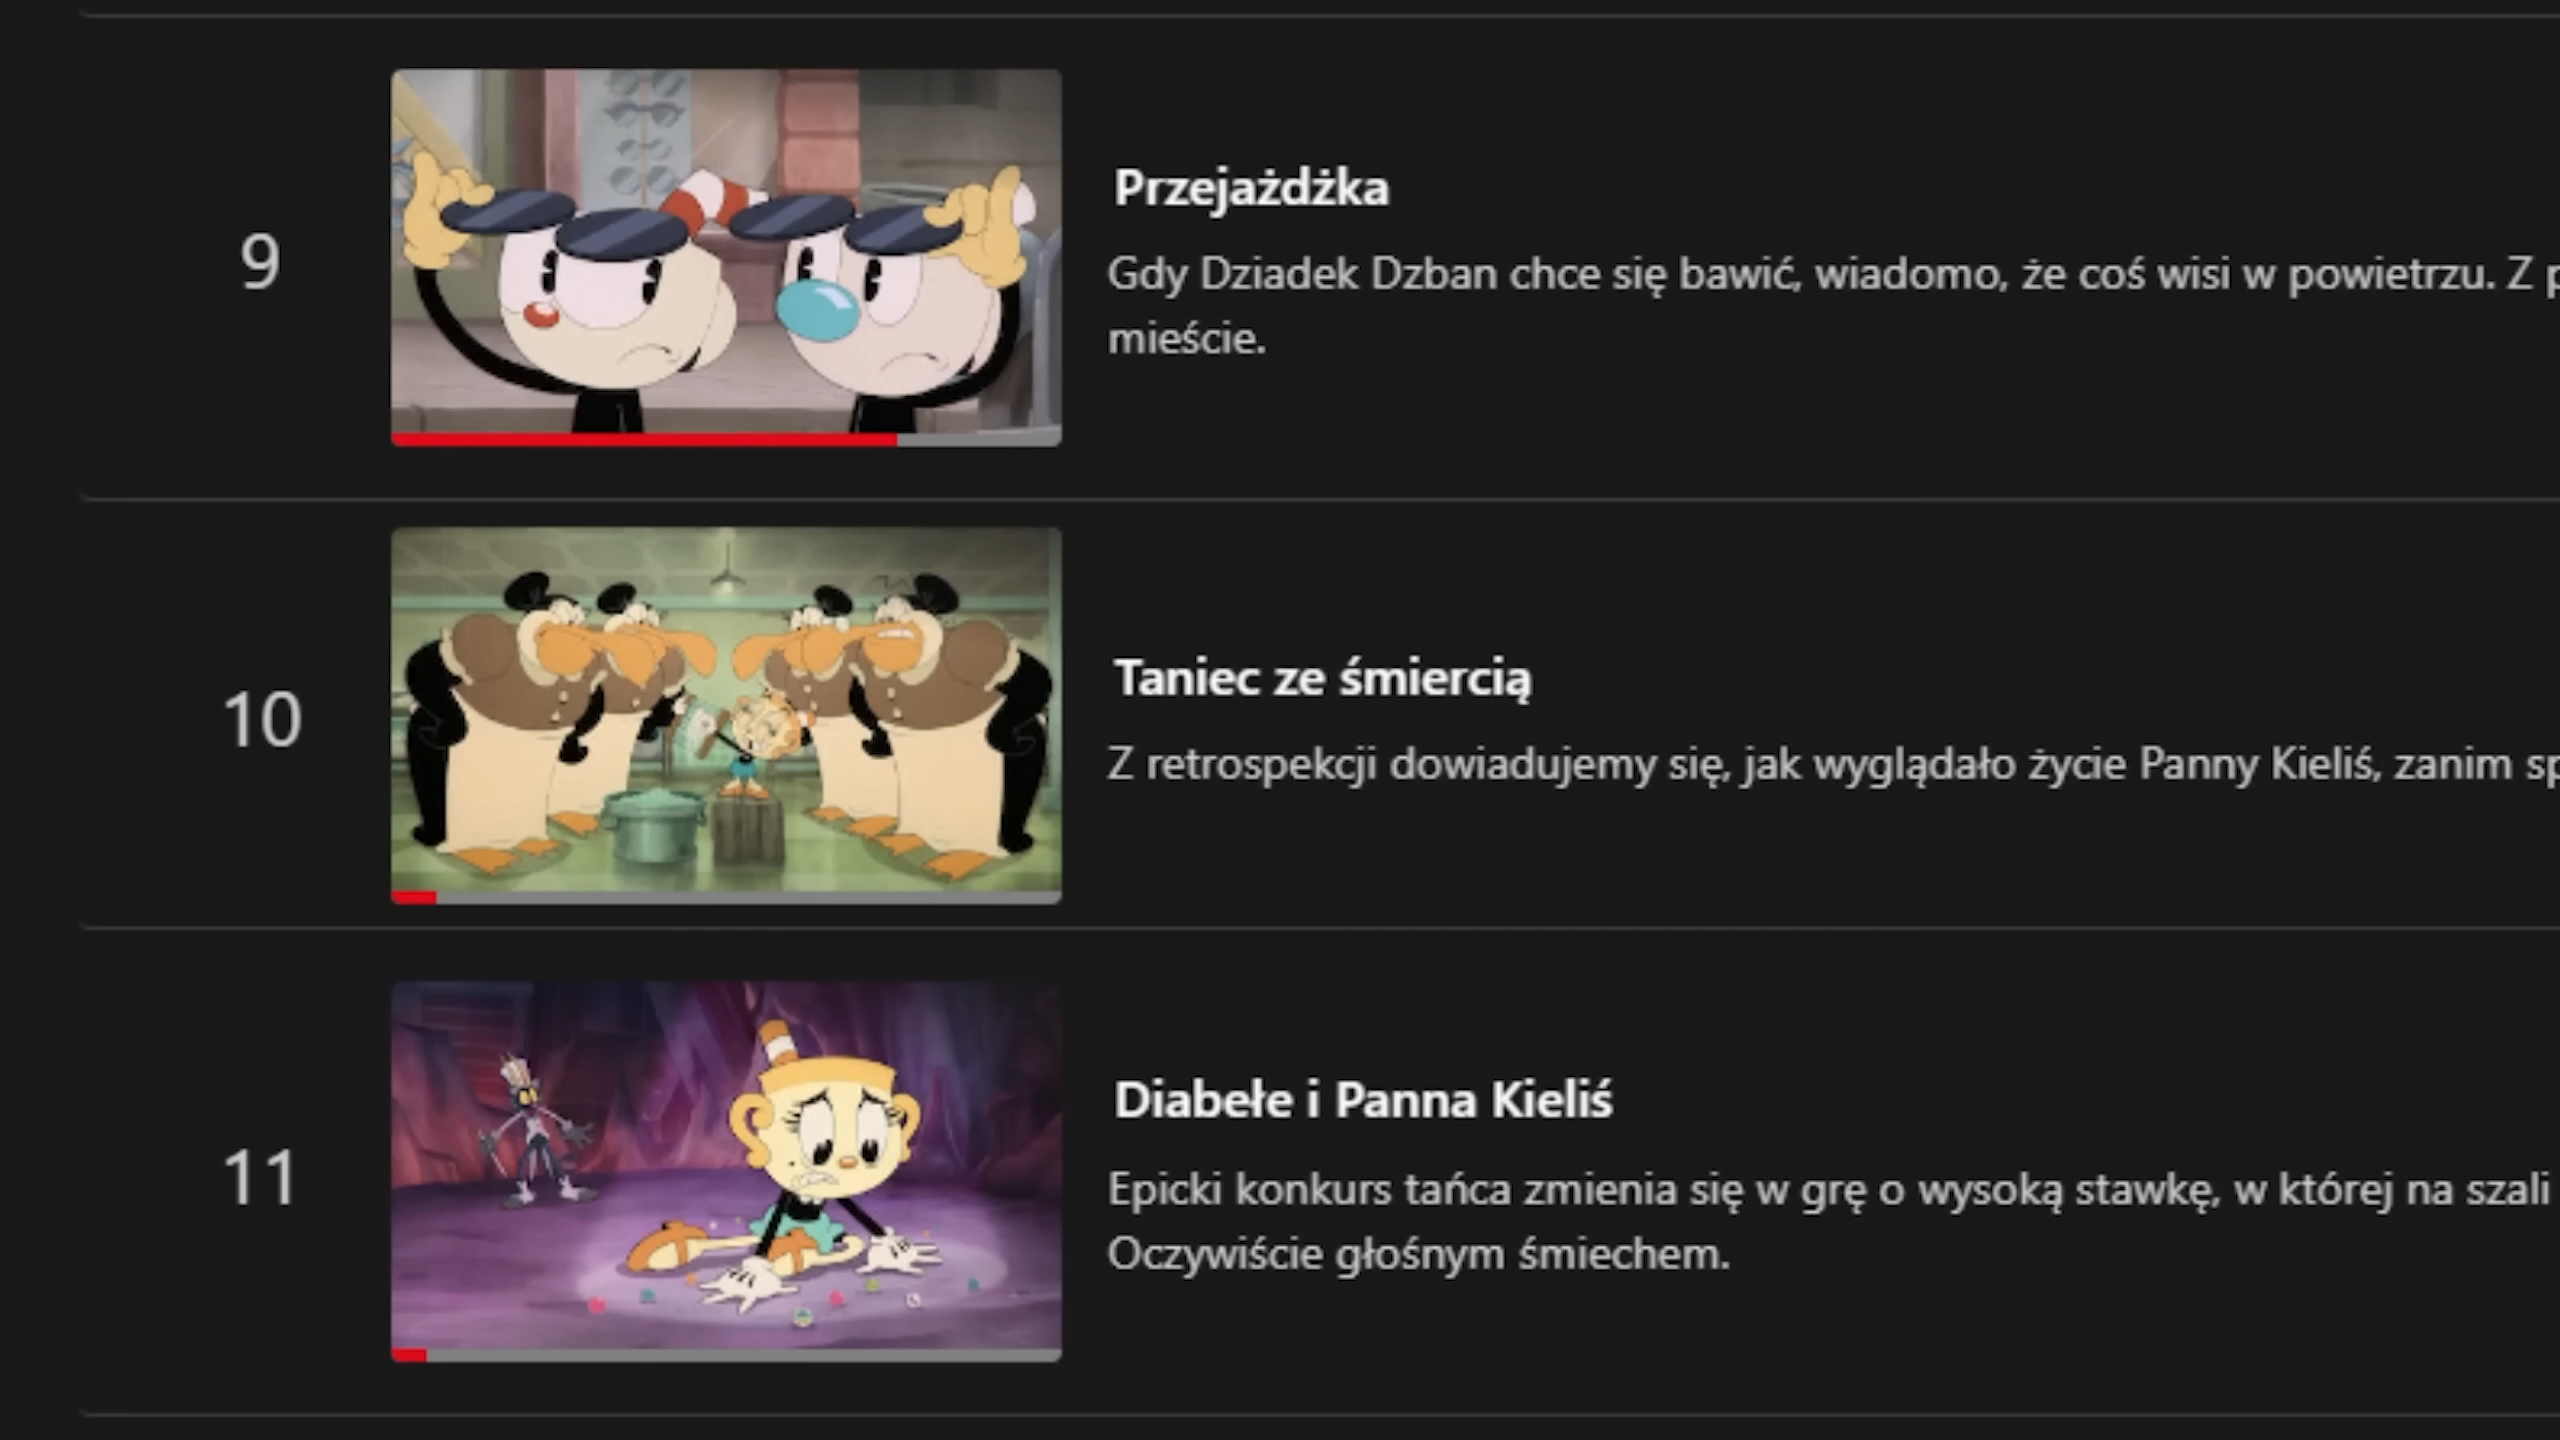 9
Przejażdżka
Gdy Dziadek Dzban chce się bawić, wiadomo, że coś wisi w powietrzu. Z
mieście.
10
Taniec ze śmiercią
Z retrospekcji dowiadujemy się, jak wyglądało życie Panny Kieliś, zanim
11
Diabełe i Panna Kieliś
Epicki konkurs tańca zmienia się w grę o wysoką stawkę, w której na szali
Oczywiście głośnym śmiechem.